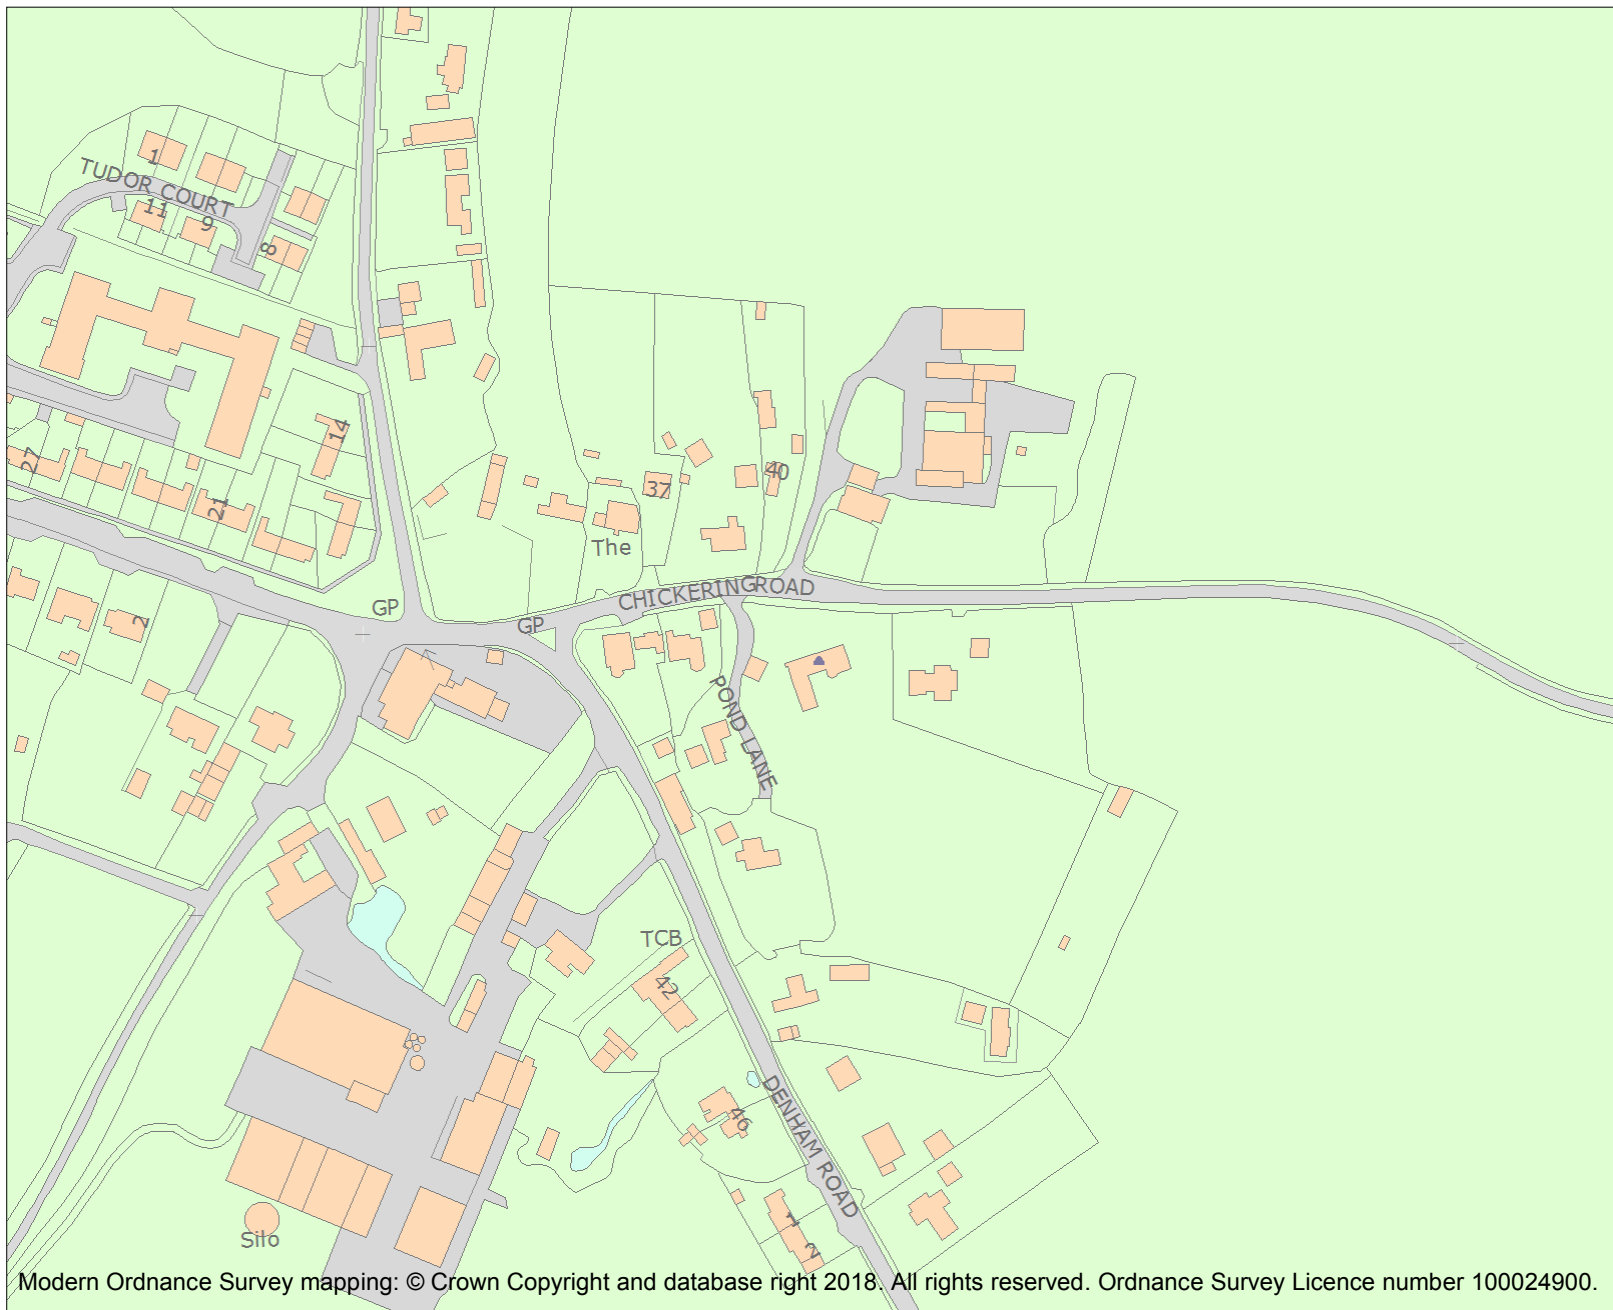 1
TUDOR COURT
11
9
8
14
27
21
37
40
The
CHICKERING ROAD
GP
GP
2
POND LANE
TCB
42
46
DENHAM ROAD
1
2
Silo
Modern Ordnance Survey mapping: © Crown Copyright and database right 2018. All rights reserved. Ordnance Survey Licence number 100024900.